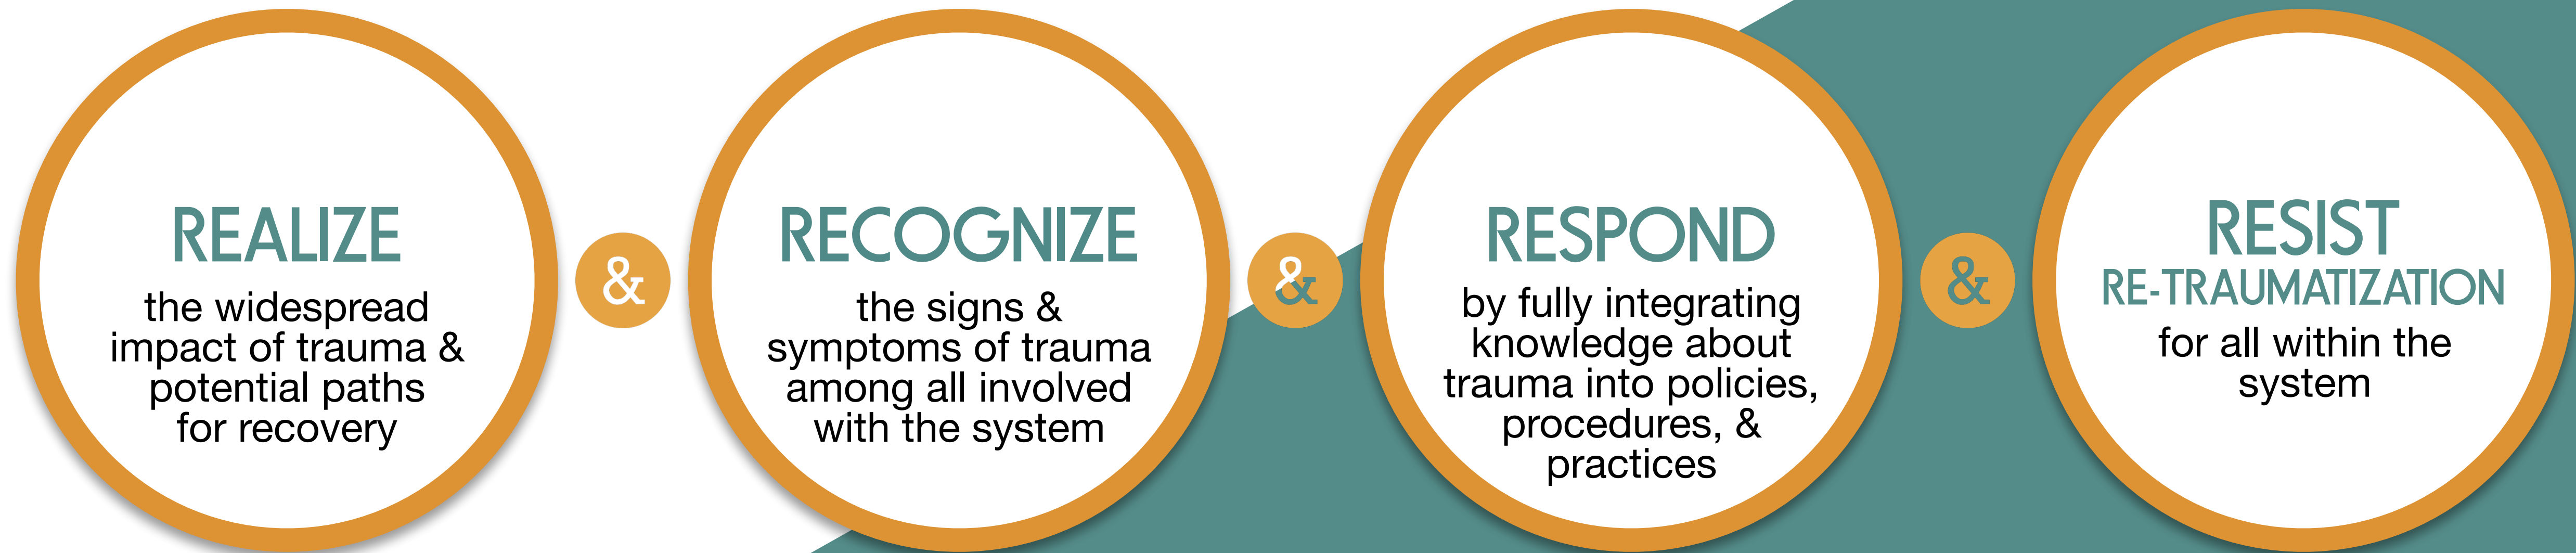 REALIZE
the widespread
impact of trauma &
potential paths
for recovery
&
RECOGNIZE
the signs &
symptoms of trauma
among all involved
with the system
&
RESPOND
by fully integrating
knowledge about
trauma into policies,
procedures, &
practices
&
RESIST
RE-TRAUMATIZATION
for all within the
system